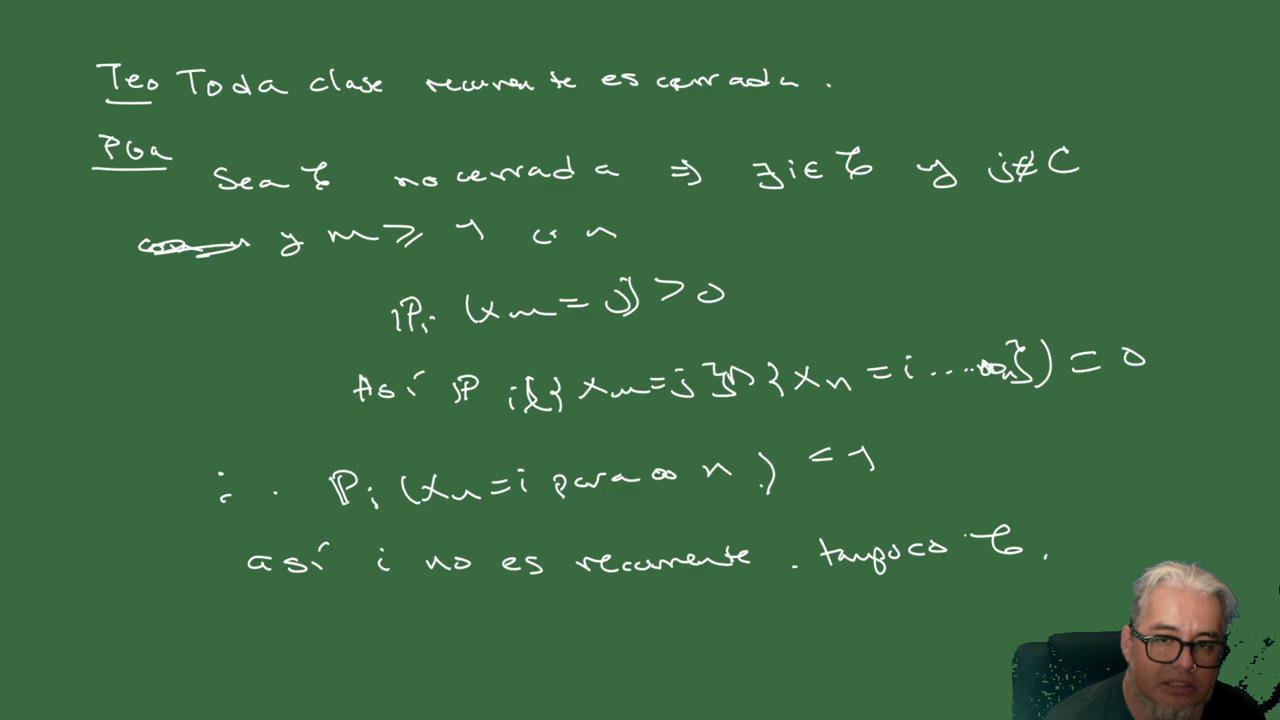 Teo Toda clase recurrente es cerrada.
Pba Sea C no cerrada ⇒ ∃ i ∈ C y j ∉ C
y m ≥ 1 con
ℙi (Xm = j) > 0
Así ℙi ({Xm = j} ∩ {Xn = i ... ∞ n}) = 0
∴ ℙi (Xn = i para ∞ n) < 1
así i no es recurrente. tampoco C.